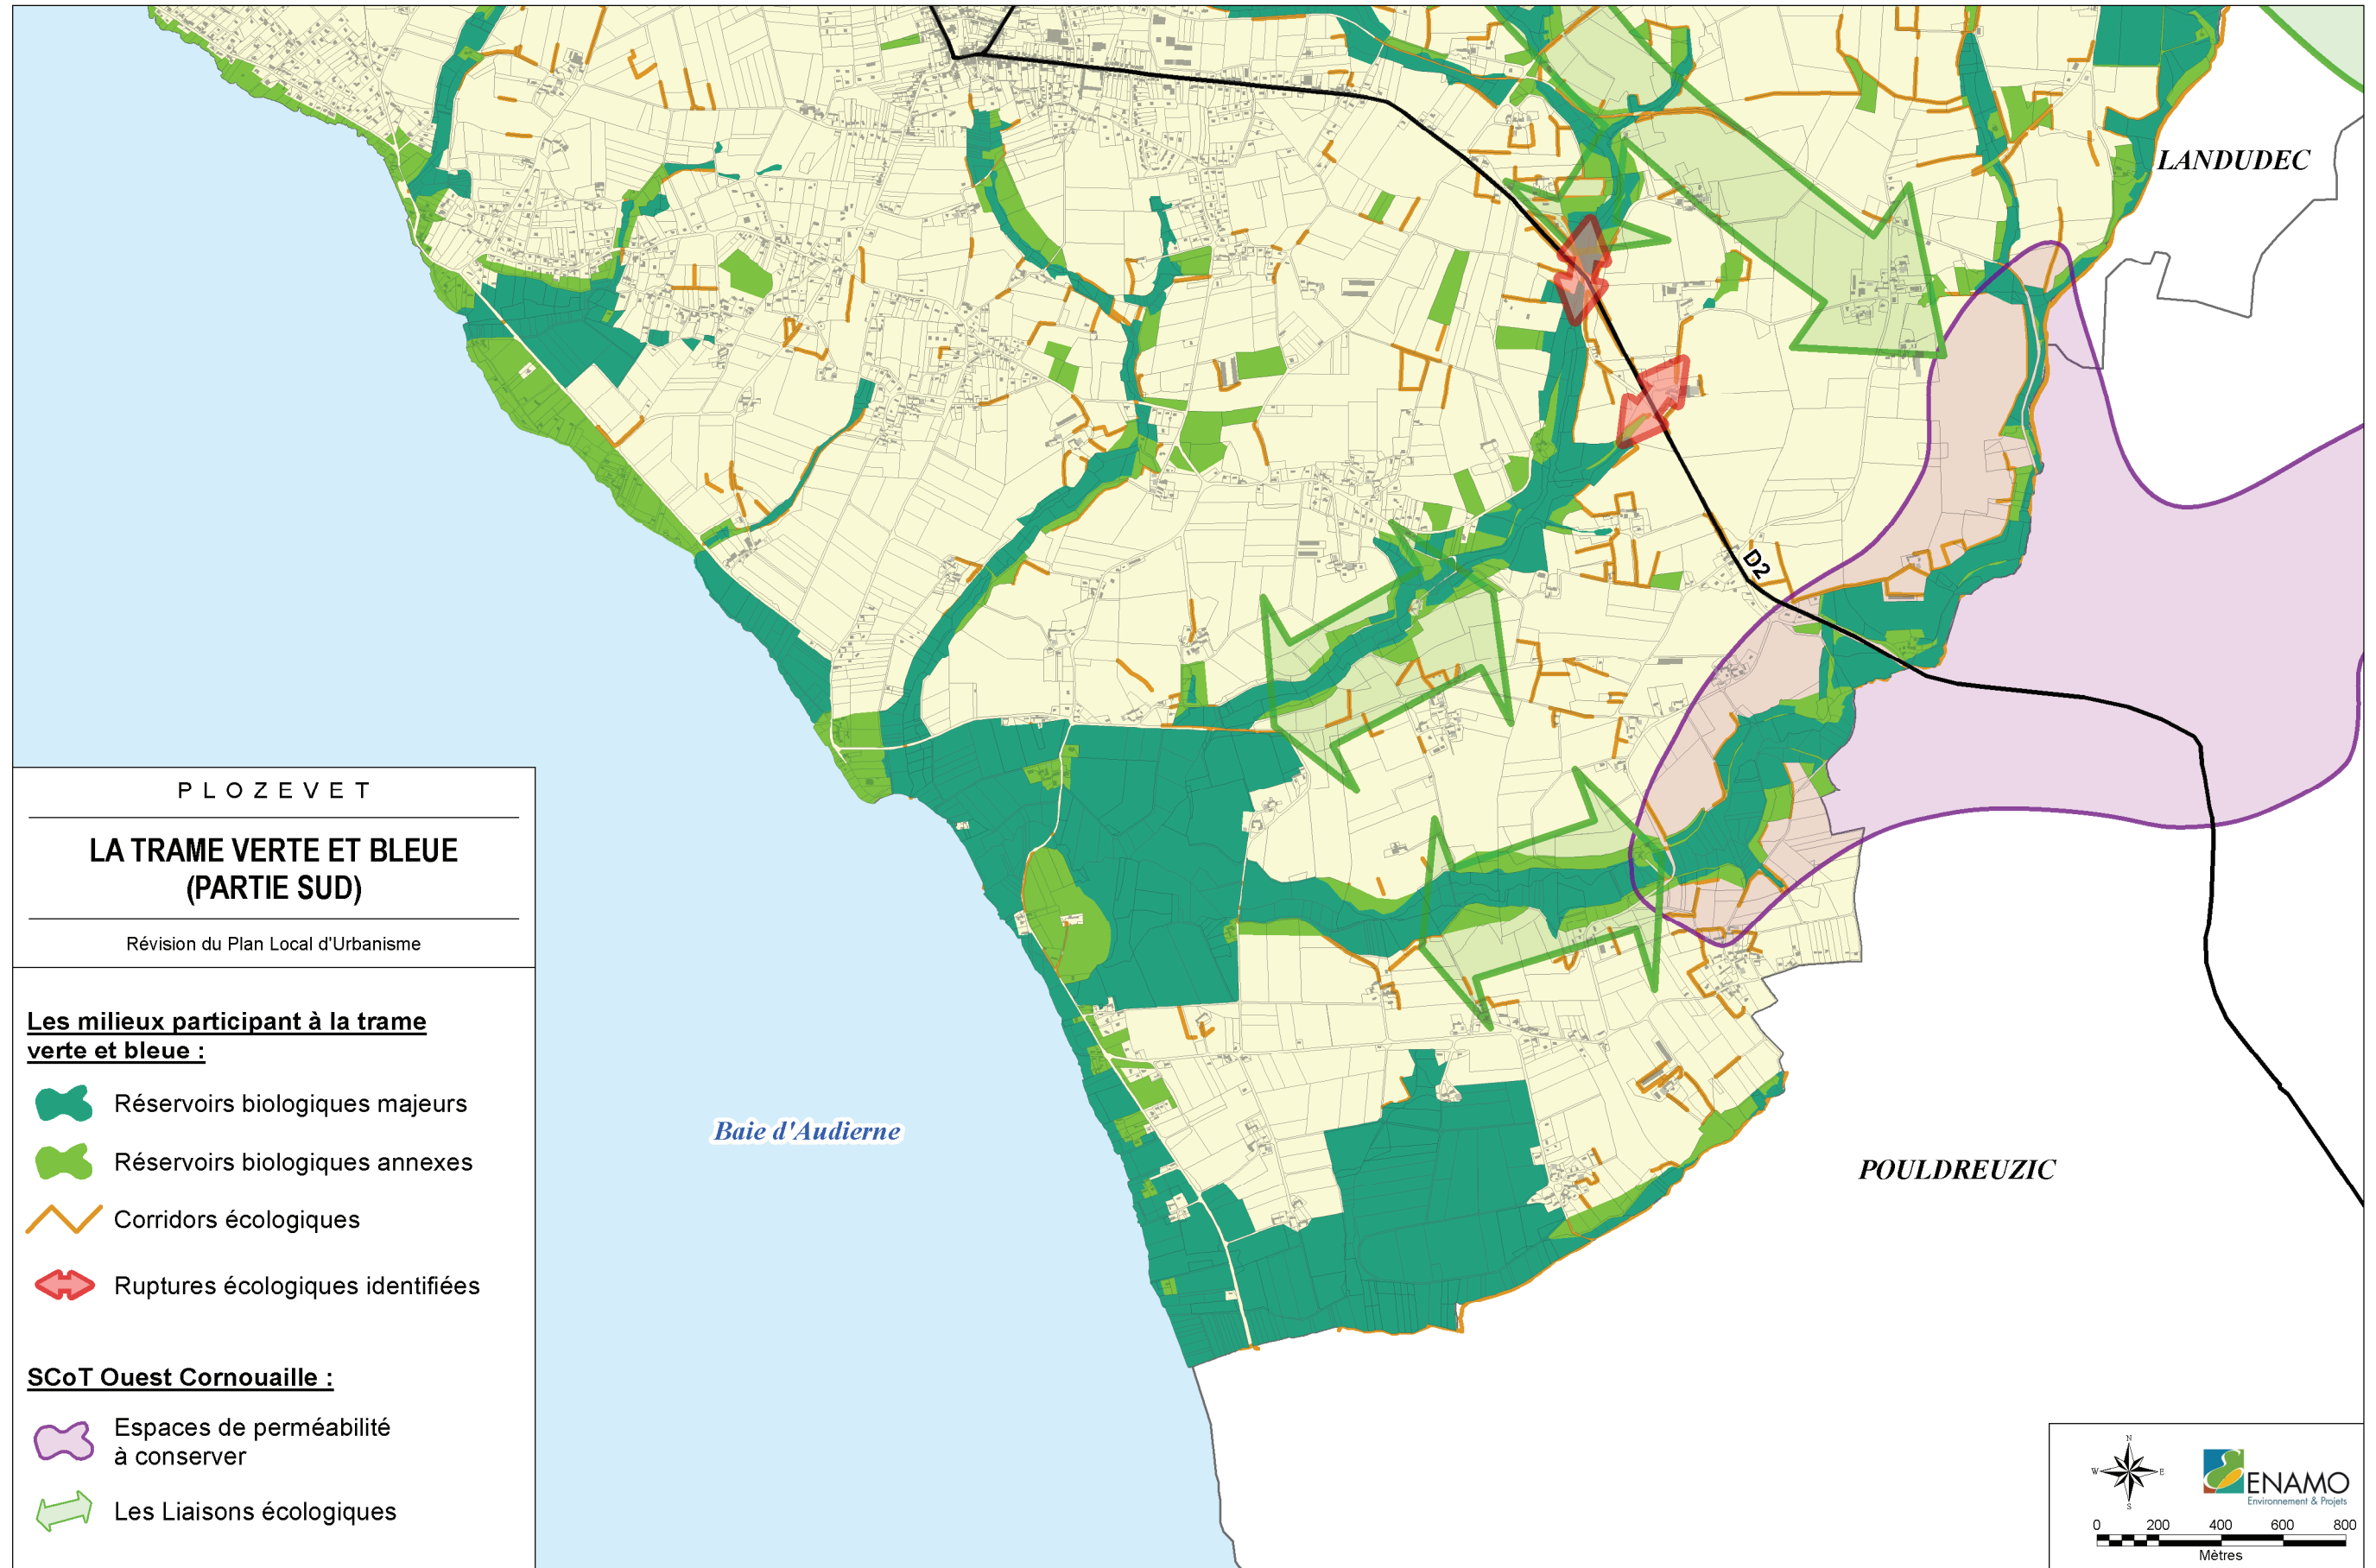 LANDUDEC
D2
PLOZEVET
LA TRAME VERTE ET BLEUE
(PARTIE SUD)
Révision du Plan Local d'Urbanisme
Les milieux participant à la trame
verte et bleue :
Réservoirs biologiques majeurs
Réservoirs biologiques annexes
Corridors écologiques
Ruptures écologiques identifiées
SCoT Ouest Cornouaille :
Espaces de perméabilité
à conserver
Les Liaisons écologiques
Baie d'Audierne
POULDREUZIC
N
W E
S
ENAMO
Environnement & Projets
0 200 400 600 800
Mètres